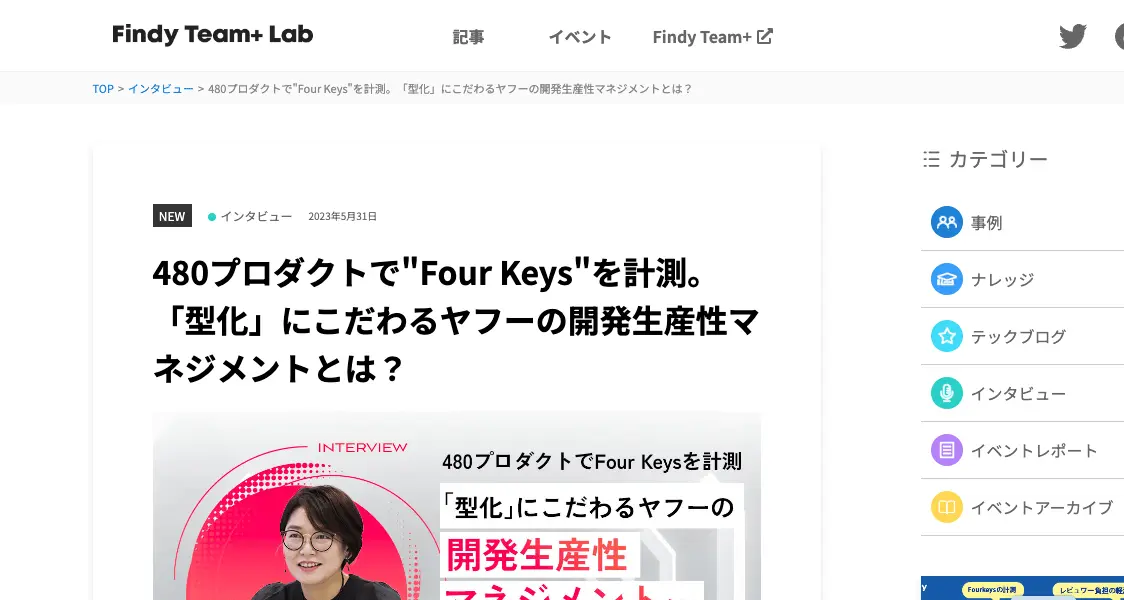 Findy Team+ Lab
記事
イベント
Findy Team+
TOP > インタビュー > 480プロダクトで"Four Keys"を計測。「型化」にこだわるヤフーの開発生産性マネジメントとは？
NEW
インタビュー
2023年5月31日
480プロダクトで"Four Keys"を計測。
「型化」にこだわるヤフーの開発生産性マ
ネジメントとは？
INTERVIEW
480プロダクトでFour Keysを計測
「型化」にこだわるヤフーの
開発生産性
マネジメント
カテゴリー
事例
ナレッジ
テックブログ
インタビュー
イベントレポート
イベントアーカイブ
Fourkeysの計測
レビュワー負担の軽